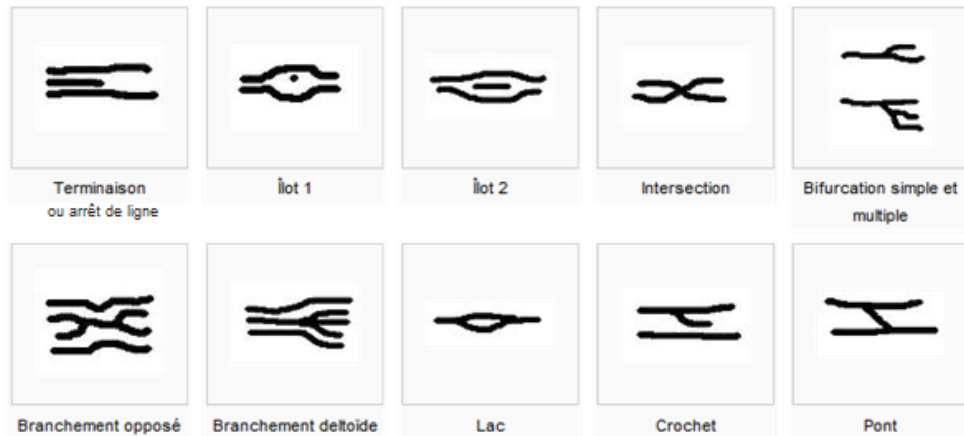 Terminaison
ou arrêt de ligne
Îlot 1
Îlot 2
Intersection
Bifurcation simple et
multiple
Branchement opposé
Branchement deltoïde
Lac
Crochet
Pont